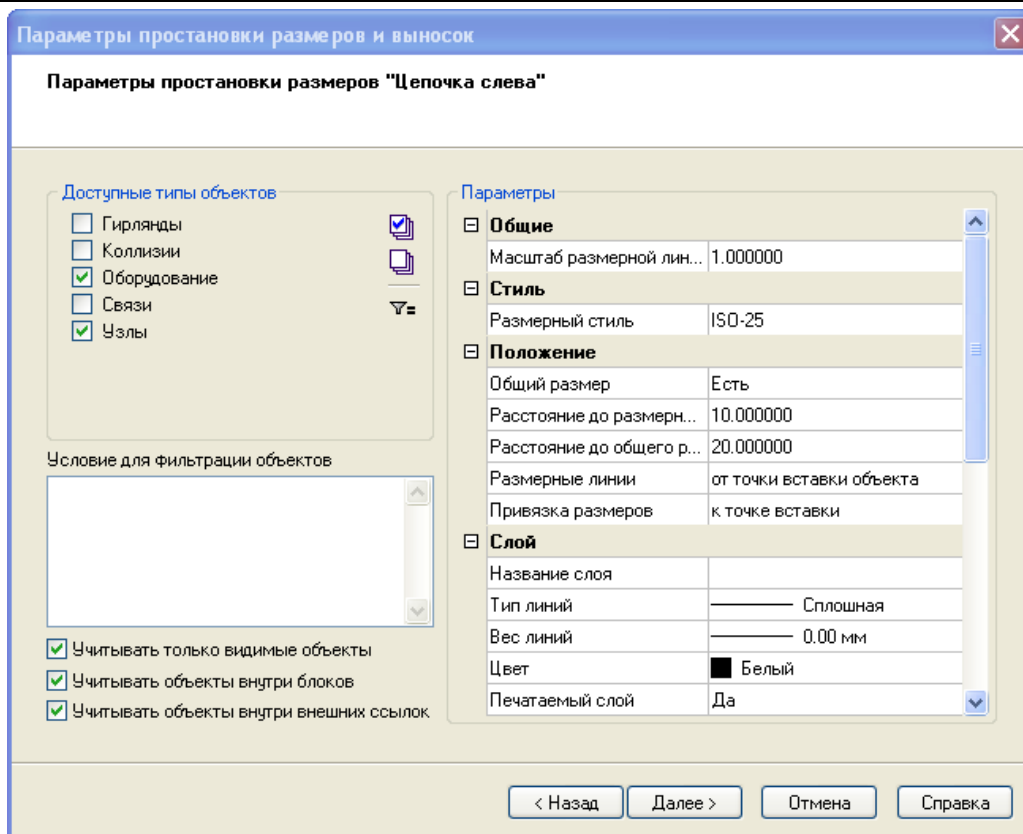 Параметры простановки размеров и выносок
Параметры простановки размеров "Цепочка слева"
Доступные типы объектов
Гирлянды
Коллизии
Оборудование
Связи
Узлы
Условие для фильтрации объектов
Учитывать только видимые объекты
Учитывать объекты внутри блоков
Учитывать объекты внутри внешних ссылок
Параметры
Общие
Масштаб размерной лин... 1.000000
Стиль
Размерный стиль ISO-25
Положение
Общий размер Есть
Расстояние до размерн... 10.000000
Расстояние до общего р... 20.000000
Размерные линии от точки вставки объекта
Привязка размеров к точке вставки
Слой
Название слоя
Тип линий Сплошная
Вес линий 0.00 мм
Цвет Белый
Печатаемый слой Да
< Назад Далее > Отмена Справка